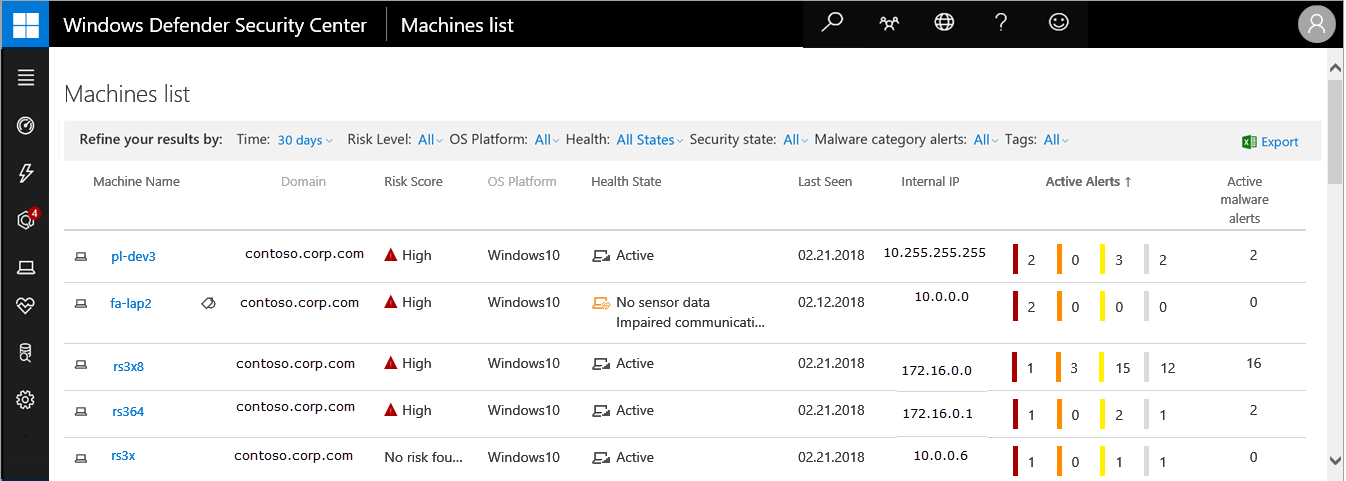 Windows Defender Security Center Machines list
Machines list
Refine your results by: Time: 30 days Risk Level: All OS Platform: All Health: All States Security state: All Malware category alerts: All Tags: All Export
Machine Name Domain Risk Score OS Platform Health State Last Seen Internal IP Active Alerts ↑ Active
malware
alerts
4
pl-dev3 contoso.corp.com High Windows10 Active 02.21.2018 10.255.255.255 2 0 3 2 2
fa-lap2 contoso.corp.com High Windows10 No sensor data 02.12.2018 10.0.0.0 2 0 0 0 0
Impaired communicati...
rs3x8 contoso.corp.com High Windows10 Active 02.21.2018 172.16.0.0 1 3 15 12 16
rs364 contoso.corp.com High Windows10 Active 02.21.2018 172.16.0.1 1 0 2 1 2
rs3x contoso.corp.com No risk fou... Windows10 Active 02.21.2018 10.0.0.6 1 0 1 1 0